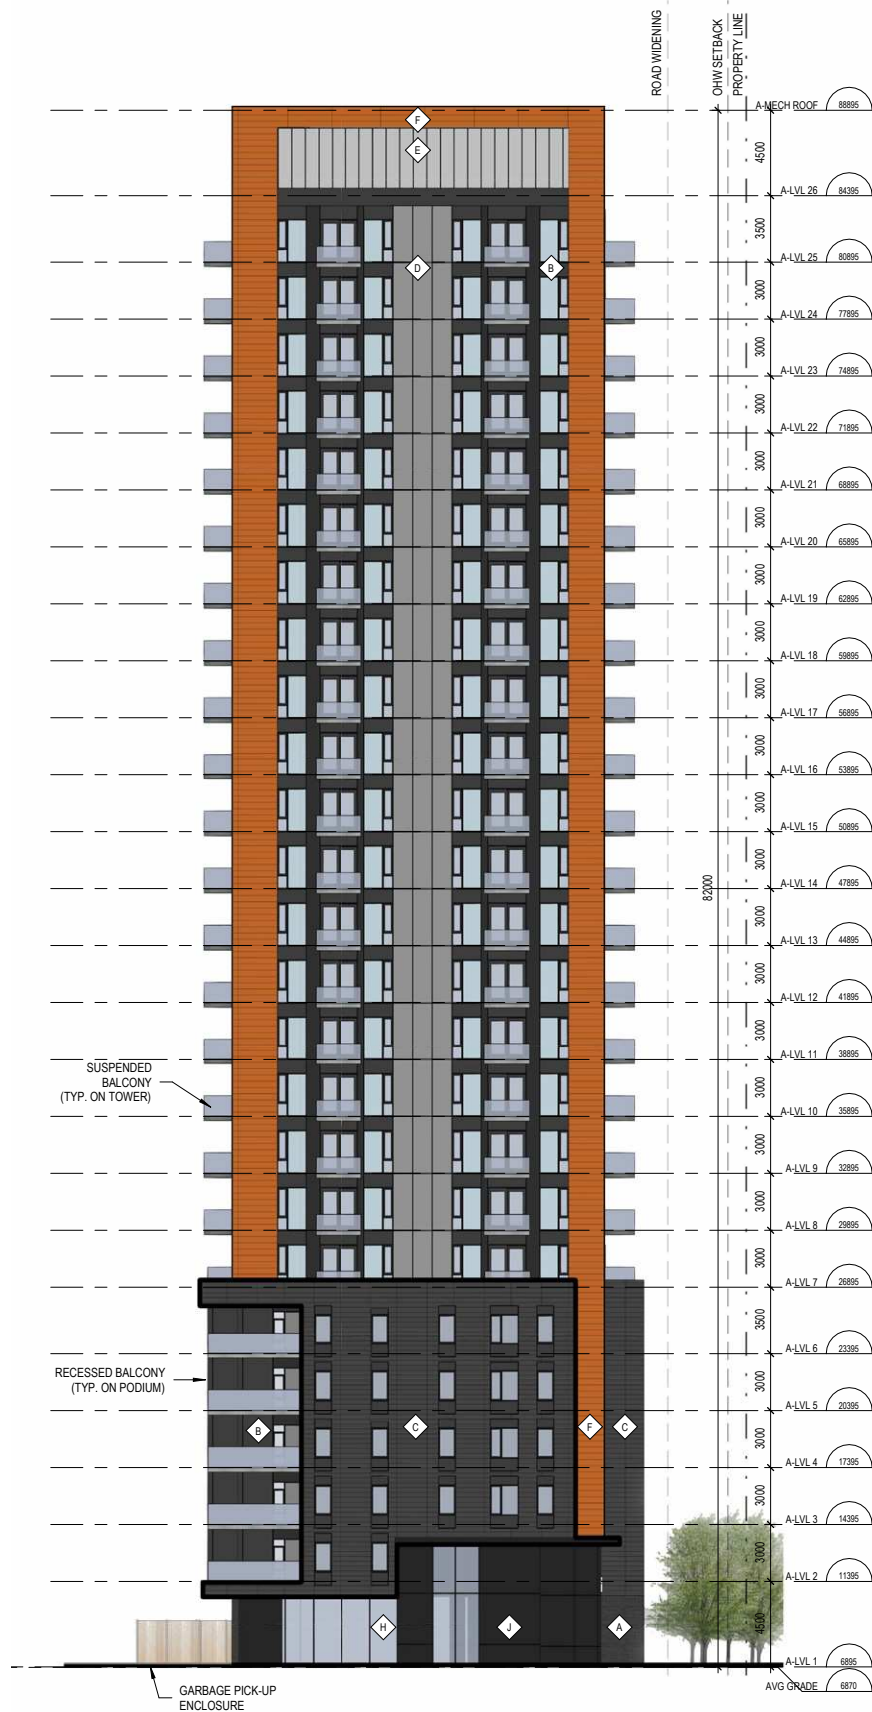 ROAD WIDENING
OHW SETBACK
PROPERTY LINE
A-MECH ROOF 88895
F
E
4500
A-LVL 26 84395
3500
A-LVL 25 80895
D
B
3000
A-LVL 24 77895
3000
A-LVL 23 74895
3000
A-LVL 22 71895
3000
A-LVL 21 68895
3000
A-LVL 20 65895
3000
A-LVL 19 62895
3000
A-LVL 18 59895
3000
A-LVL 17 56895
3000
A-LVL 16 53895
3000
A-LVL 15 50895
3000
A-LVL 14 47895
82000
3000
A-LVL 13 44895
3000
A-LVL 12 41895
3000
A-LVL 11 38895
SUSPENDED
BALCONY
(TYP. ON TOWER)
3000
A-LVL 10 35895
3000
A-LVL 9 32895
3000
A-LVL 8 29895
3000
A-LVL 7 26895
3500
A-LVL 6 23395
RECESSED BALCONY
(TYP. ON PODIUM)
3000
A-LVL 5 20395
B
C
F
C
3000
A-LVL 4 17395
3000
A-LVL 3 14395
3000
A-LVL 2 11395
4500
H
J
A
A-LVL 1 6895
AVG GRADE 6870
GARBAGE PICK-UP
ENCLOSURE